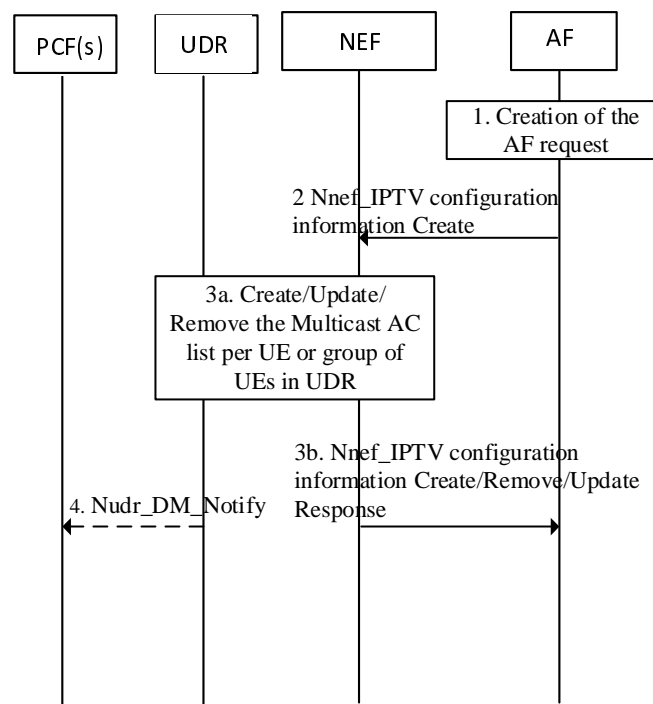 PCF(s)
UDR
NEF
AF
1. Creation of the
AF request
2 Nnef_IPTV configuration
information Create
3a. Create/Update/
Remove the Multicast AC
list per UE or group of
UEs in UDR
3b. Nnef_IPTV configuration
information Create/Remove/Update
Response
4. Nudr_DM_Notify